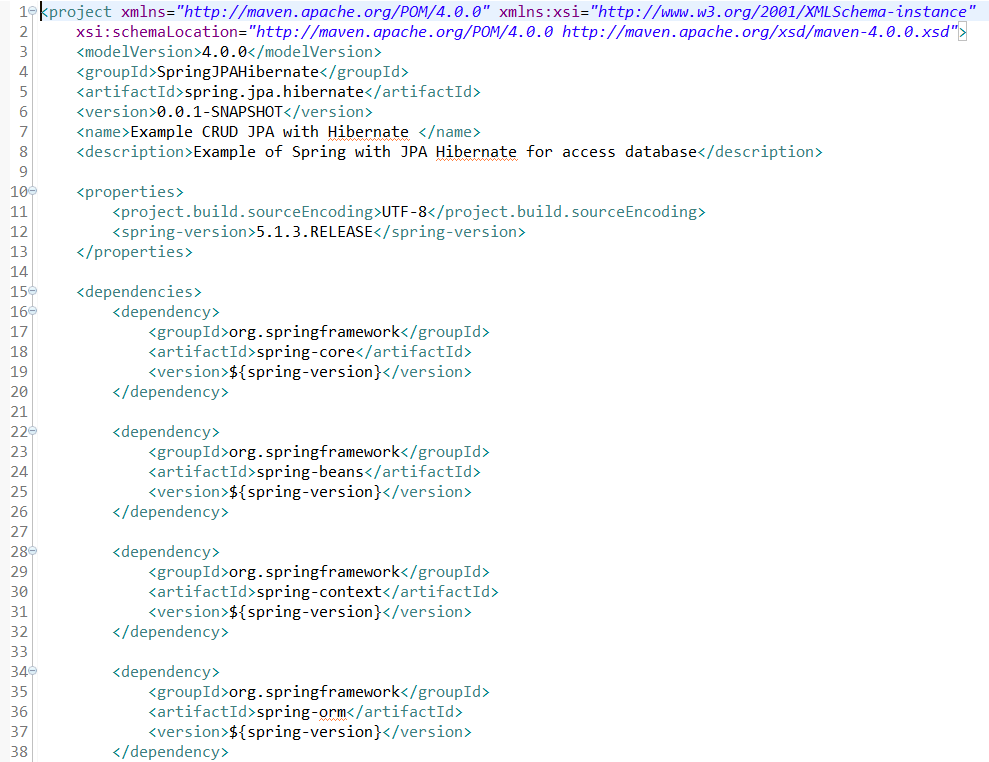 1 <project xmlns="http://maven.apache.org/POM/4.0.0" xmlns:xsi="http://www.w3.org/2001/XMLSchema-instance"
2     xsi:schemaLocation="http://maven.apache.org/POM/4.0.0 http://maven.apache.org/xsd/maven-4.0.0.xsd">
3     <modelVersion>4.0.0</modelVersion>
4     <groupId>SpringJPAHibernate</groupId>
5     <artifactId>spring.jpa.hibernate</artifactId>
6     <version>0.0.1-SNAPSHOT</version>
7     <name>Example CRUD JPA with Hibernate </name>
8     <description>Example of Spring with JPA Hibernate for access database</description>
9
10     <properties>
11         <project.build.sourceEncoding>UTF-8</project.build.sourceEncoding>
12         <spring-version>5.1.3.RELEASE</spring-version>
13     </properties>
14
15     <dependencies>
16         <dependency>
17             <groupId>org.springframework</groupId>
18             <artifactId>spring-core</artifactId>
19             <version>${spring-version}</version>
20         </dependency>
21
22         <dependency>
23             <groupId>org.springframework</groupId>
24             <artifactId>spring-beans</artifactId>
25             <version>${spring-version}</version>
26         </dependency>
27
28         <dependency>
29             <groupId>org.springframework</groupId>
30             <artifactId>spring-context</artifactId>
31             <version>${spring-version}</version>
32         </dependency>
33
34         <dependency>
35             <groupId>org.springframework</groupId>
36             <artifactId>spring-orm</artifactId>
37             <version>${spring-version}</version>
38         </dependency>